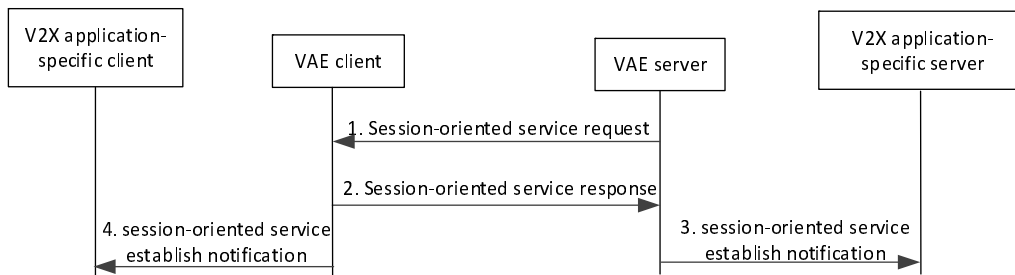 V2X application-
specific client
VAE client
VAE server
V2X application-
specific server
1. Session-oriented service request
2. Session-oriented service response
4. session-oriented service
establish notification
3. session-oriented service
establish notification